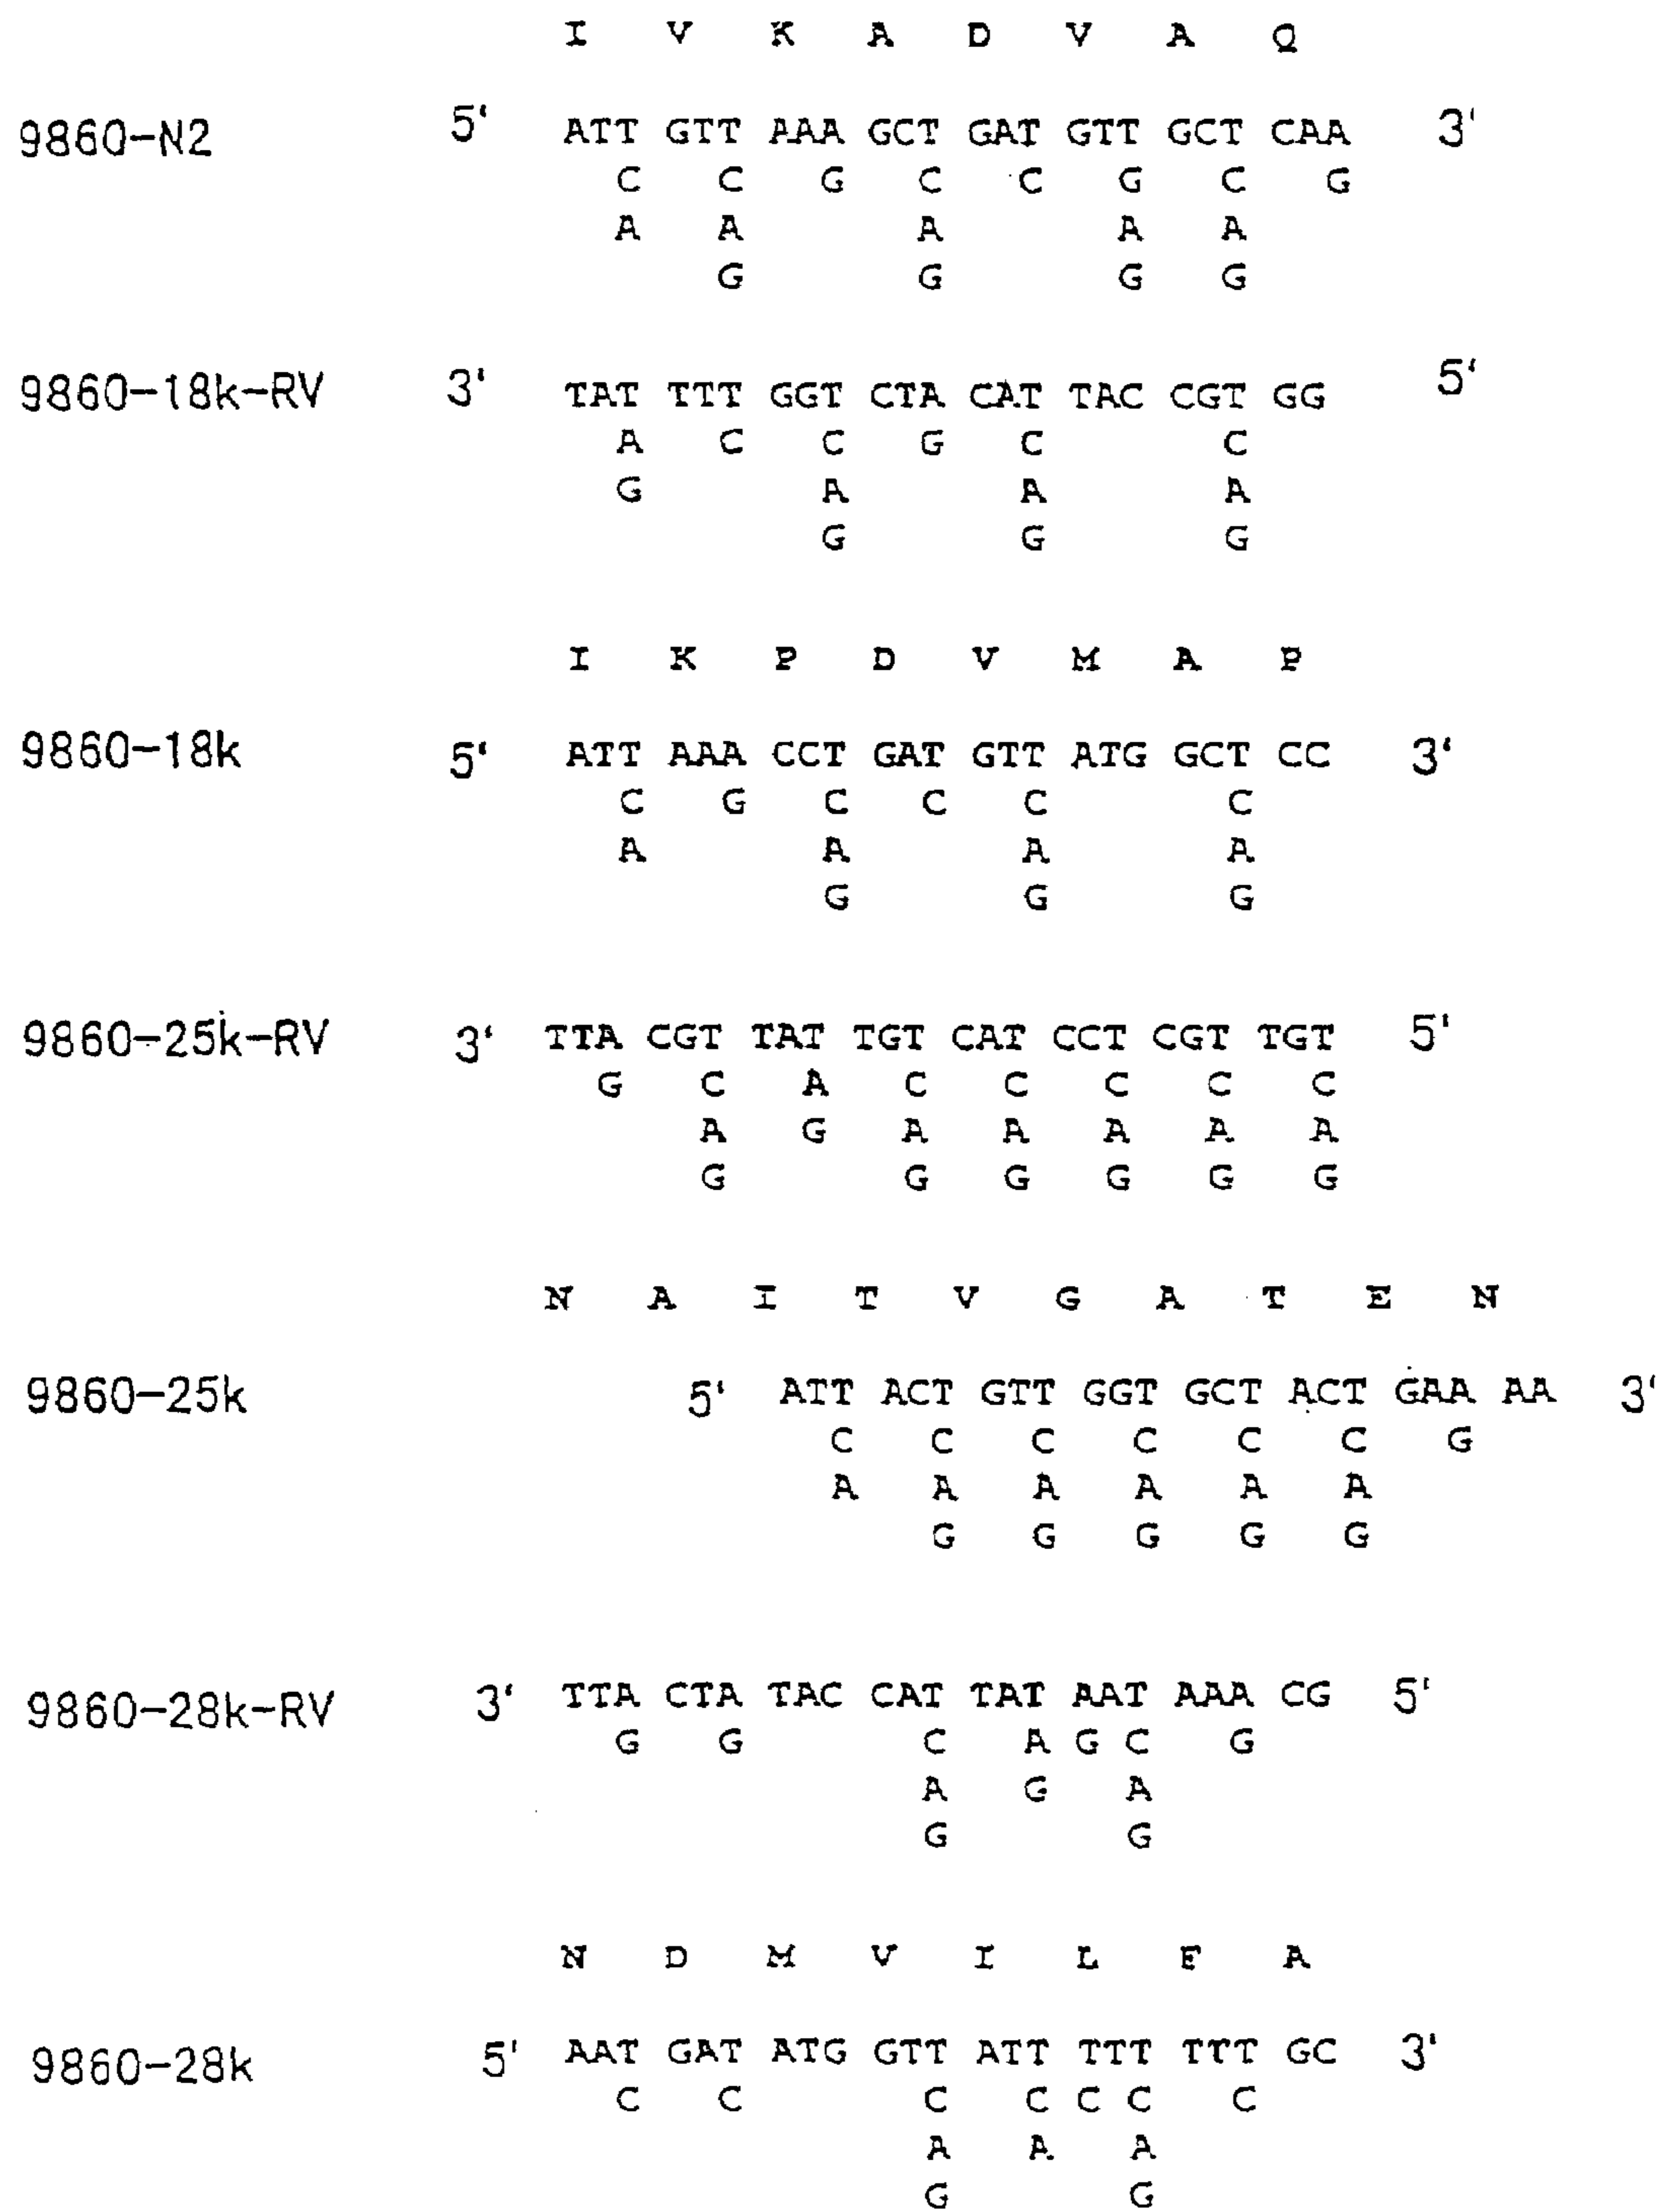 I V K A D V A Q
9860-N2 5' ATT GTT AAA GCT GAT GTT GCT CAA 3'
C C G C C G C G
A A A A A
G G G G
9860-18k-RV 3' TAT TTT GGT CTA CAT TAC CGT GG 5'
A C C G C C
G A A A
G G G
I K P D V M A P
9860-18k 5' ATT AAA CCT GAT GTT ATG GCT CC 3'
C G C C C C
A A A A
G G G
9860-25k-RV 3' TTA CGT TAT TGT CAT CCT CGT TGT 5'
G C A C C C C C
A G A A A A A
G G G G G G
N A I T V G A T E N
9860-25k 5' ATT ACT GTT GGT GCT ACT GAA AA 3'
C C C C C C G
A A A A A A
G G G G G
9860-28k-RV 3' TTA CTA TAC CAT TAT AAT AAA CG 5'
G G C A G C G
A G A
G G
N D M V I L F A
9860-28k 5' AAT GAT ATG GTT ATT TTT TTT GC 3'
C C C C C C C
A A A
G G